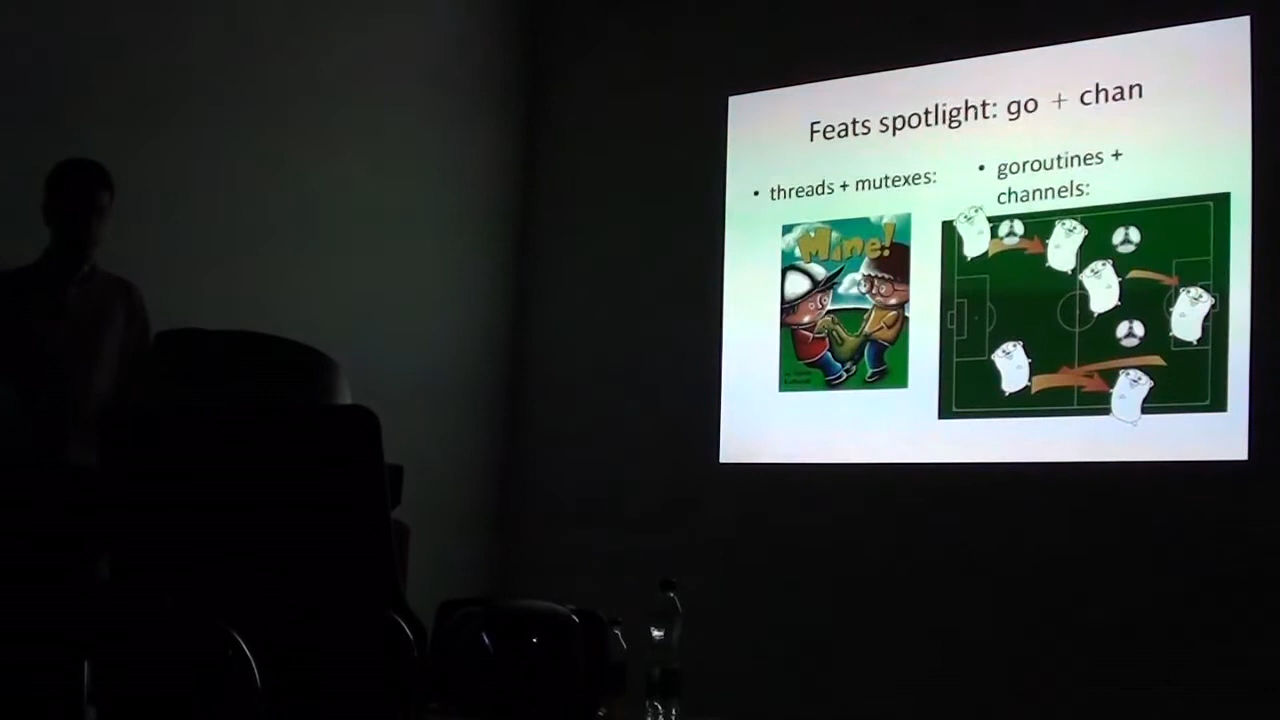 Feats spotlight: go + chan
• threads + mutexes:
• goroutines +
channels:
Mine!